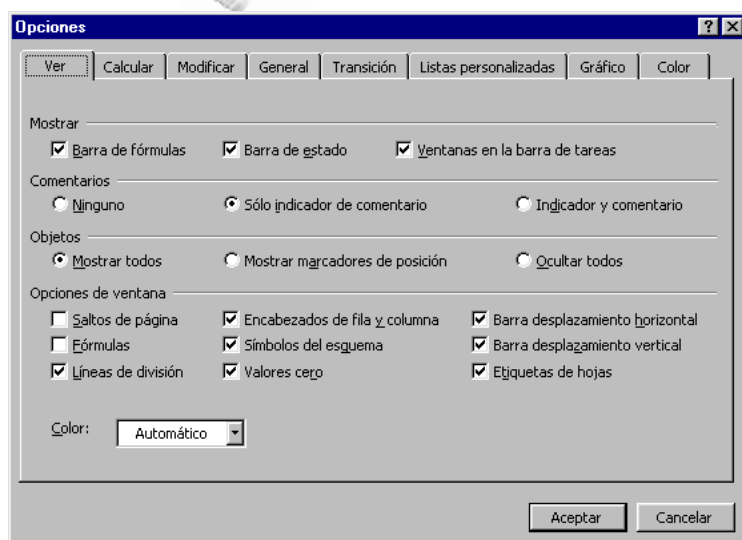 Opciones
Ver Calcular Modificar General Transición Listas personalizadas Gráfico Color
Mostrar
Barra de fórmulas Barra de estado Ventanas en la barra de tareas
Comentarios
Ninguno Sólo indicador de comentario Indicador y comentario
Objetos
Mostrar todos Mostrar marcadores de posición Ocultar todos
Opciones de ventana
Saltos de página Encabezados de fila y columna Barra desplazamiento horizontal
Fórmulas Símbolos del esquema Barra desplazamiento vertical
Líneas de división Valores cero Etiquetas de hojas
Color: Automático
Aceptar Cancelar